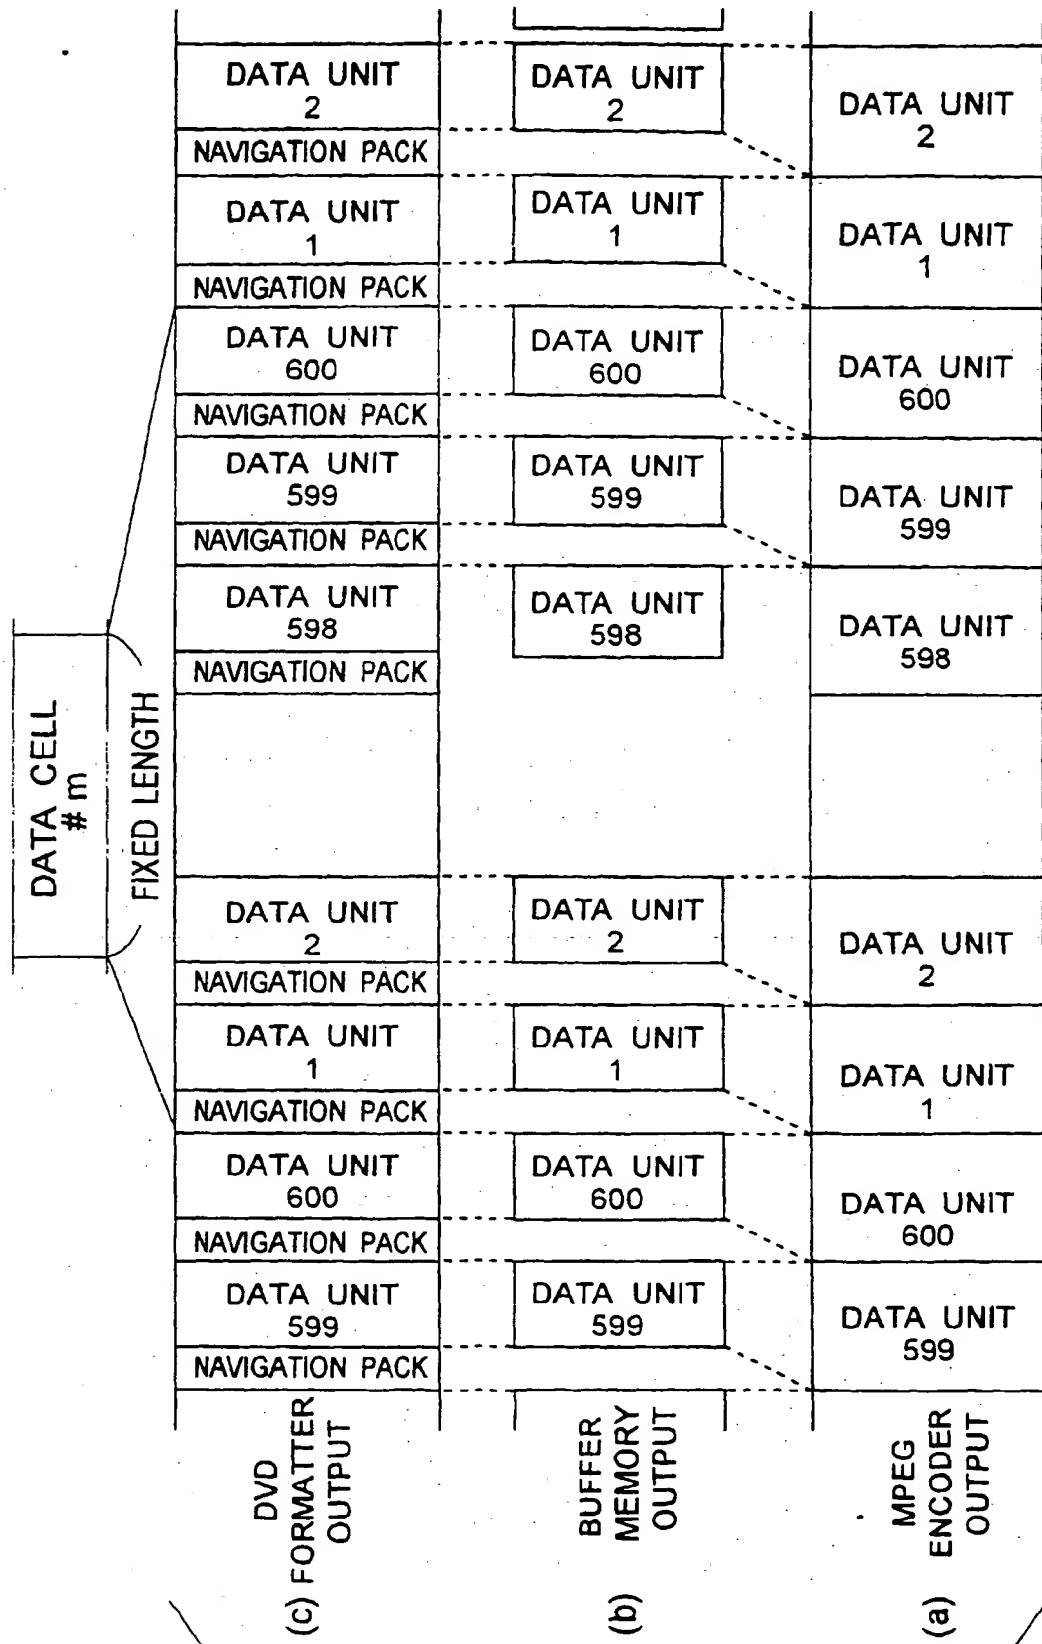 DATA CELL
# m
FIXED LENGTH
DATA UNIT
2
NAVIGATION PACK
DATA UNIT
1
NAVIGATION PACK
DATA UNIT
600
NAVIGATION PACK
DATA UNIT
599
NAVIGATION PACK
DATA UNIT
598
NAVIGATION PACK
DATA UNIT
2
NAVIGATION PACK
DATA UNIT
1
NAVIGATION PACK
DATA UNIT
600
NAVIGATION PACK
DATA UNIT
599
NAVIGATION PACK
DVD
(c) FORMATTER
OUTPUT
DATA UNIT
2
DATA UNIT
1
DATA UNIT
600
DATA UNIT
599
DATA UNIT
598
DATA UNIT
2
DATA UNIT
1
DATA UNIT
600
DATA UNIT
599
BUFFER
(b) MEMORY
OUTPUT
DATA UNIT
2
DATA UNIT
1
DATA UNIT
600
DATA UNIT
599
DATA UNIT
598
DATA UNIT
2
DATA UNIT
1
DATA UNIT
600
DATA UNIT
599
MPEG
(a) ENCODER
OUTPUT